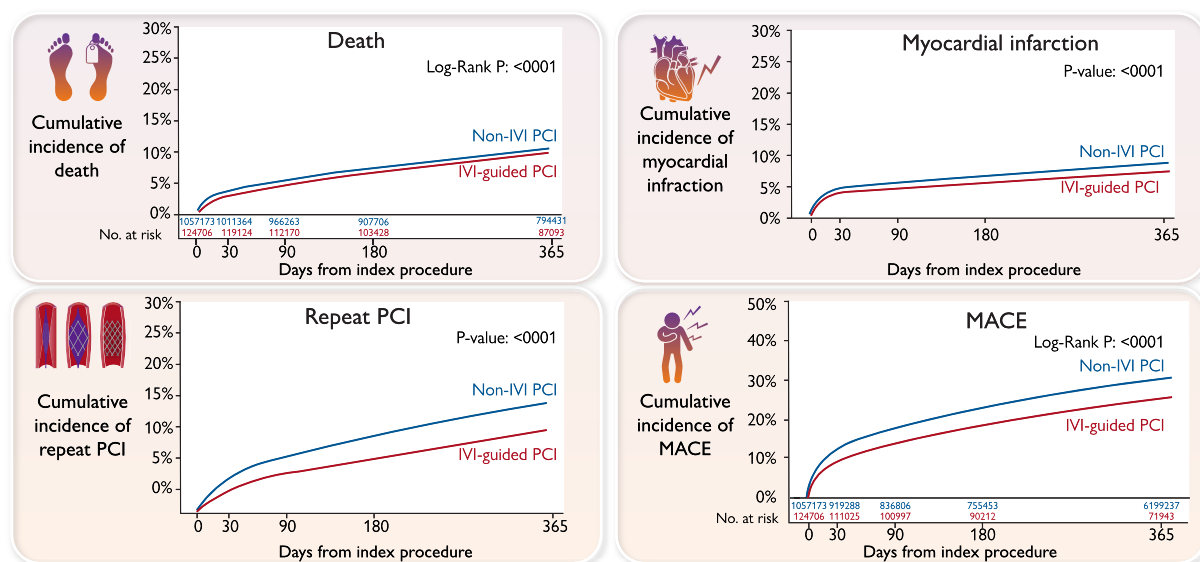 30%
Death
25%
Log-Rank P: <0001
20%
15%
Cumulative
incidence of
death
Non-IVI PCI
10%
IVI-guided PCI
5%
0%
1057173 1011364 966263 907706 794431
No. at risk 124706 119124 112170 103428 87093
0 30 90 180 365
Days from index procedure
30%
Myocardial infarction
25%
P-value: <0001
20%
15%
Cumulative
incidence of
myocardial
infraction
Non-IVI PCI
10%
IVI-guided PCI
5%
0%
0 30 90 180 365
Days from index procedure
30%
Repeat PCI
25%
P-value: <0001
20%
15%
Cumulative
incidence of
repeat PCI
Non-IVI PCI
10%
IVI-guided PCI
5%
0%
0 30 90 180 365
Days from index procedure
50%
MACE
40%
Log-Rank P: <0001
Non-IVI PCI
30%
Cumulative
incidence of
MACE
20%
IVI-guided PCI
10%
0%
1057173 919288 836806 755453 6199237
No. at risk 124706 111025 100997 90212 71943
0 30 90 180 365
Days from index procedure